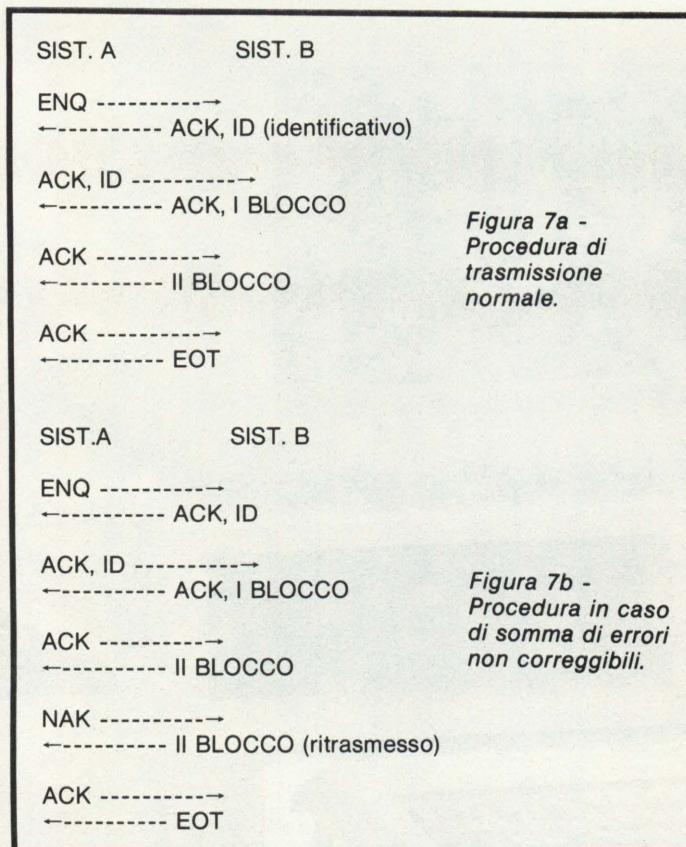 SIST. A SIST. B
ENQ ------------→
←----------- ACK, ID (identificativo)
ACK, ID ------------→
←----------- ACK, I BLOCCO
ACK ------------→
←----------- II BLOCCO
ACK ------------→
←----------- EOT
Figura 7a -
Procedura di
trasmissione
normale.
SIST.A SIST. B
ENQ ------------→
←----------- ACK, ID
ACK, ID ------------→
←----------- ACK, I BLOCCO
ACK ------------→
←----------- II BLOCCO
NAK ------------→
←----------- II BLOCCO (ritrasmesso)
ACK ------------→
←----------- EOT
Figura 7b -
Procedura in caso
di somma di errori
non correggibili.